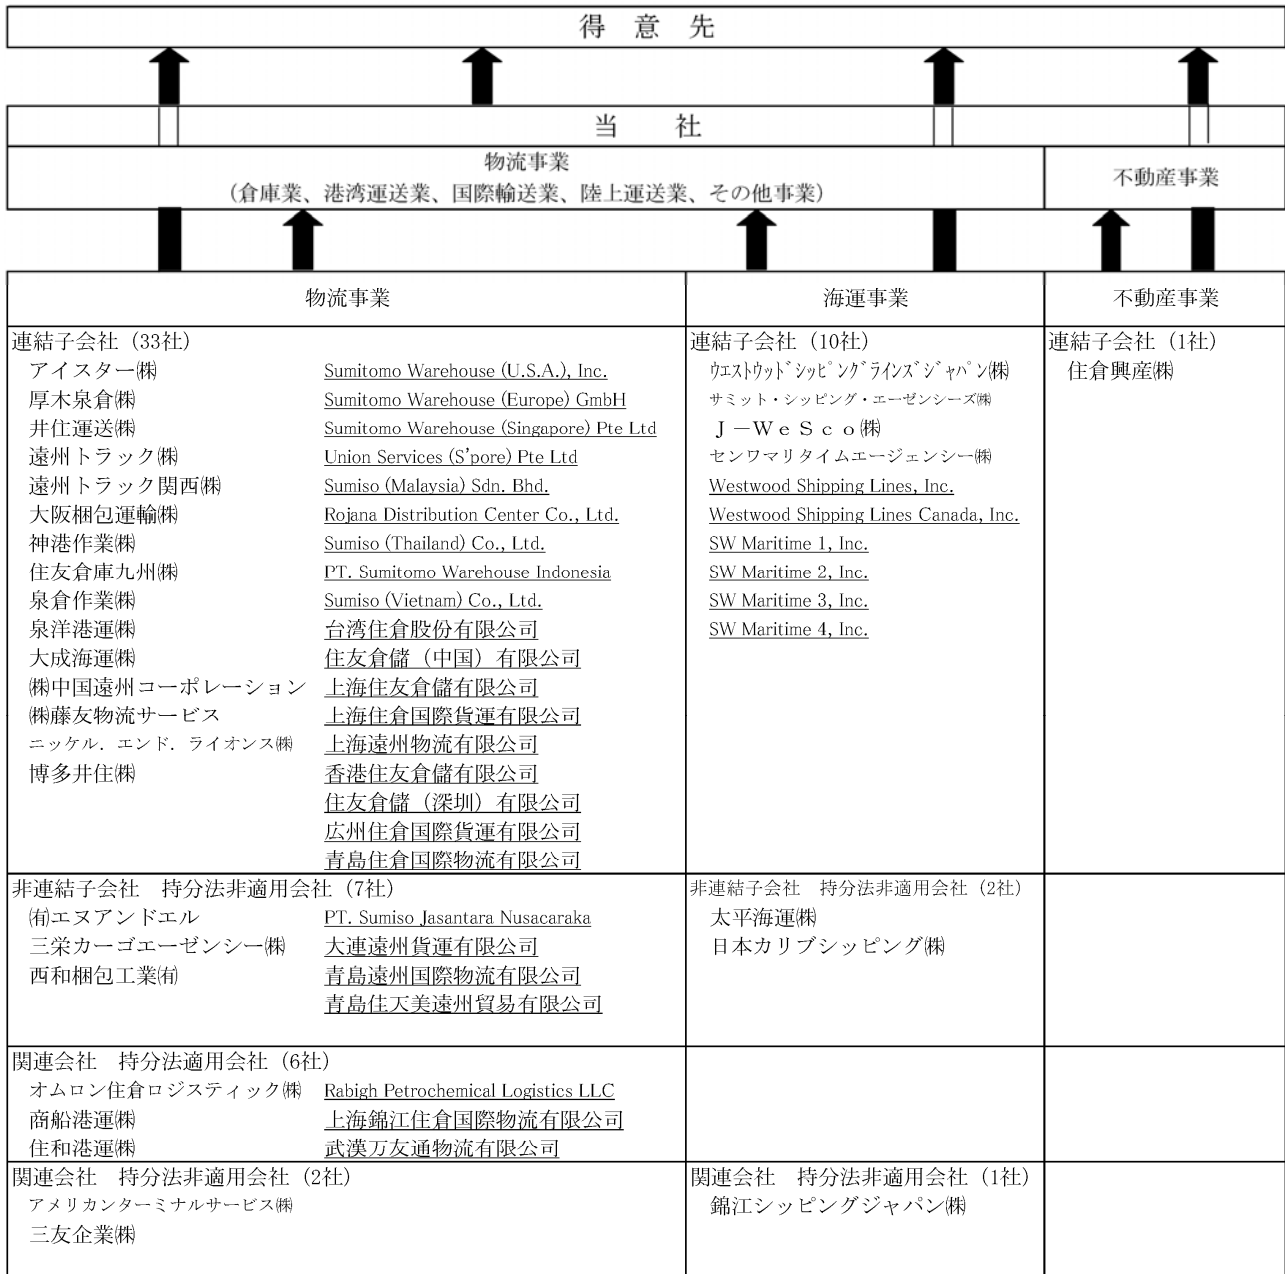 得 意 先
当 社
物流事業
(倉庫業、港湾運送業、国際輸送業、陸上運送業、その他事業)
不動産事業
物流事業
海運事業
不動産事業
連結子会社 (33社)
アイスター㈱
厚木泉倉㈱
井住運送㈱
遠州トラック㈱
遠州トラック関西㈱
大阪梱包運輸㈱
神港作業㈱
住友倉庫九州㈱
泉倉作業㈱
泉洋港運㈱
大成海運㈱
㈱中国遠州コーポレーション
㈱藤友物流サービス
ニッケル．エンド．ライオンス㈱
博多井住㈱
Sumitomo Warehouse (U.S.A.), Inc.
Sumitomo Warehouse (Europe) GmbH
Sumitomo Warehouse (Singapore) Pte Ltd
Union Services (S'pore) Pte Ltd
Sumiso (Malaysia) Sdn. Bhd.
Rojana Distribution Center Co., Ltd.
Sumiso (Thailand) Co., Ltd.
PT. Sumitomo Warehouse Indonesia
Sumiso (Vietnam) Co., Ltd.
台湾住倉股份有限公司
住友倉儲（中国）有限公司
上海住友倉儲有限公司
上海住倉国際貨運有限公司
上海遠州物流有限公司
香港住友倉儲有限公司
住友倉儲（深圳）有限公司
広州住倉国際貨運有限公司
青島住倉国際物流有限公司
連結子会社 (10社)
ｳｴｽﾄｳｯﾄﾞｼｯﾋﾟﾝｸﾞﾗｲﾝｽﾞｼﾞｬﾊﾟﾝ㈱
サミット・シッピング・エーゼンシーズ㈱
Ｊ－ＷｅＳｃｏ㈱
センワマリタイムエージェンシー㈱
Westwood Shipping Lines, Inc.
Westwood Shipping Lines Canada, Inc.
SW Maritime 1, Inc.
SW Maritime 2, Inc.
SW Maritime 3, Inc.
SW Maritime 4, Inc.
連結子会社 (1社)
住倉興産㈱
非連結子会社　持分法非適用会社 (7社)
㈲エヌアンドエル
三栄カーゴエーゼンシー㈱
西和梱包工業㈲
PT. Sumiso Jasantara Nusacaraka
大連遠州貨運有限公司
青島遠州国際物流有限公司
青島佳天美遠州貿易有限公司
非連結子会社　持分法非適用会社 (2社)
太平海運㈱
日本カリブシッピング㈱
関連会社　持分法適用会社 (6社)
オムロン住倉ロジスティック㈱
商船港運㈱
住和港運㈱
Rabigh Petrochemical Logistics LLC
上海錦江住倉国際物流有限公司
武漢万友通物流有限公司
関連会社　持分法非適用会社 (2社)
アメリカンターミナルサービス㈱
三友企業㈱
関連会社　持分法非適用会社 (1社)
錦江シッピングジャパン㈱